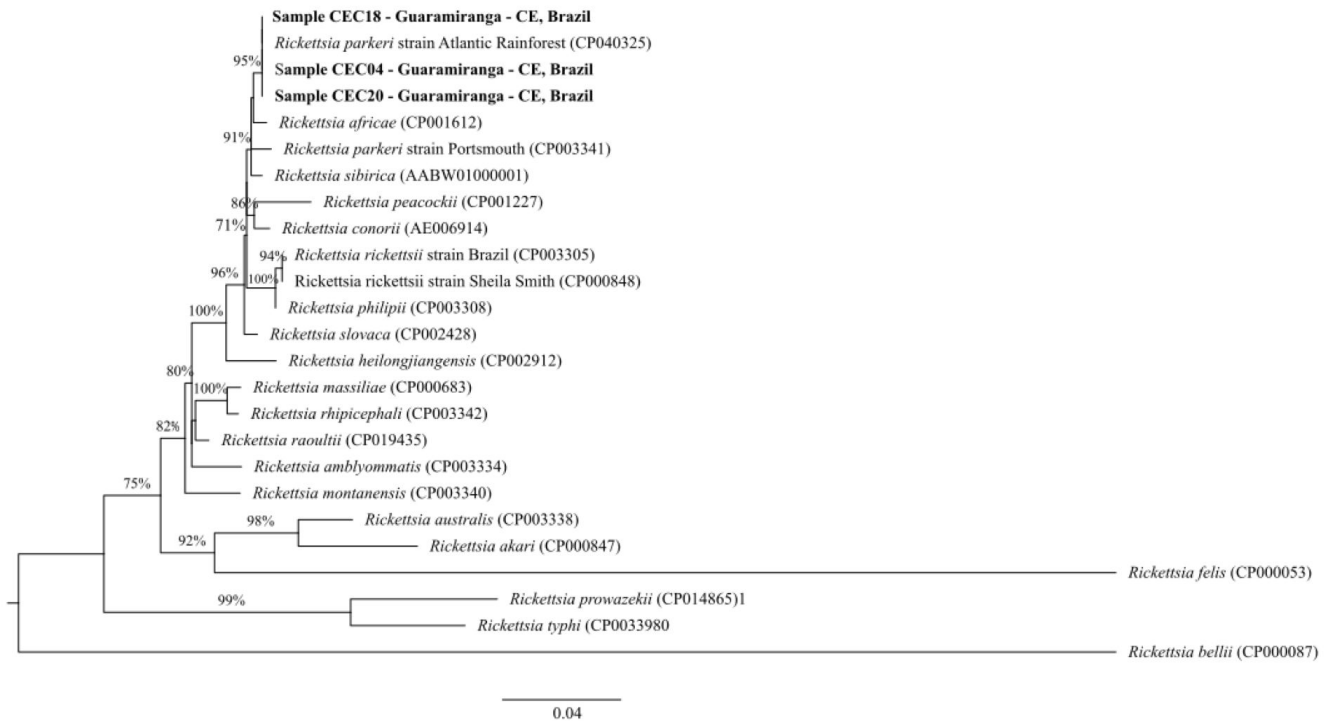 Sample CEC18 - Guaramiranga - CE, Brazil
Rickettsia parkeri strain Atlantic Rainforest (CP040325)
95%
Sample CEC04 - Guaramiranga - CE, Brazil
Sample CEC20 - Guaramiranga - CE, Brazil
Rickettsia africae (CP001612)
91%
Rickettsia parkeri strain Portsmouth (CP003341)
Rickettsia sibirica (AABW01000001)
86%
Rickettsia peacockii (CP001227)
71%
Rickettsia conorii (AE006914)
94%
Rickettsia rickettsii strain Brazil (CP003305)
96%
100%
Rickettsia rickettsii strain Sheila Smith (CP000848)
Rickettsia philipii (CP003308)
100%
Rickettsia slovaca (CP002428)
Rickettsia heilongjiangensis (CP002912)
80%
100%
Rickettsia massiliae (CP000683)
Rickettsia rhipicephali (CP003342)
82%
Rickettsia raoultii (CP019435)
Rickettsia amblyommatis (CP003334)
75%
Rickettsia montanensis (CP003340)
98%
Rickettsia australis (CP003338)
92%
Rickettsia akari (CP000847)
Rickettsia felis (CP000053)
99%
Rickettsia prowazekii (CP014865)1
Rickettsia typhi (CP0033980
Rickettsia bellii (CP000087)
0.04